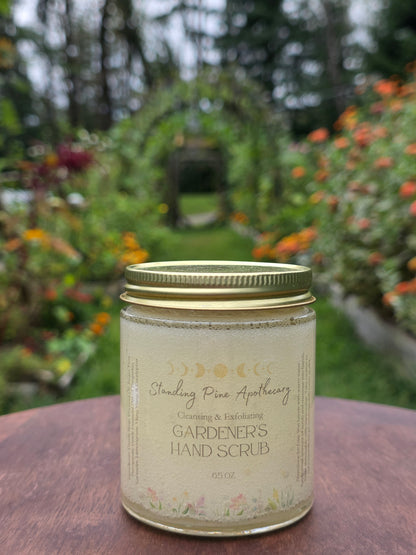 Standing Pine Apothecary
Cleansing & Exfoliating
GARDENER'S
HAND SCRUB
6.5 OZ